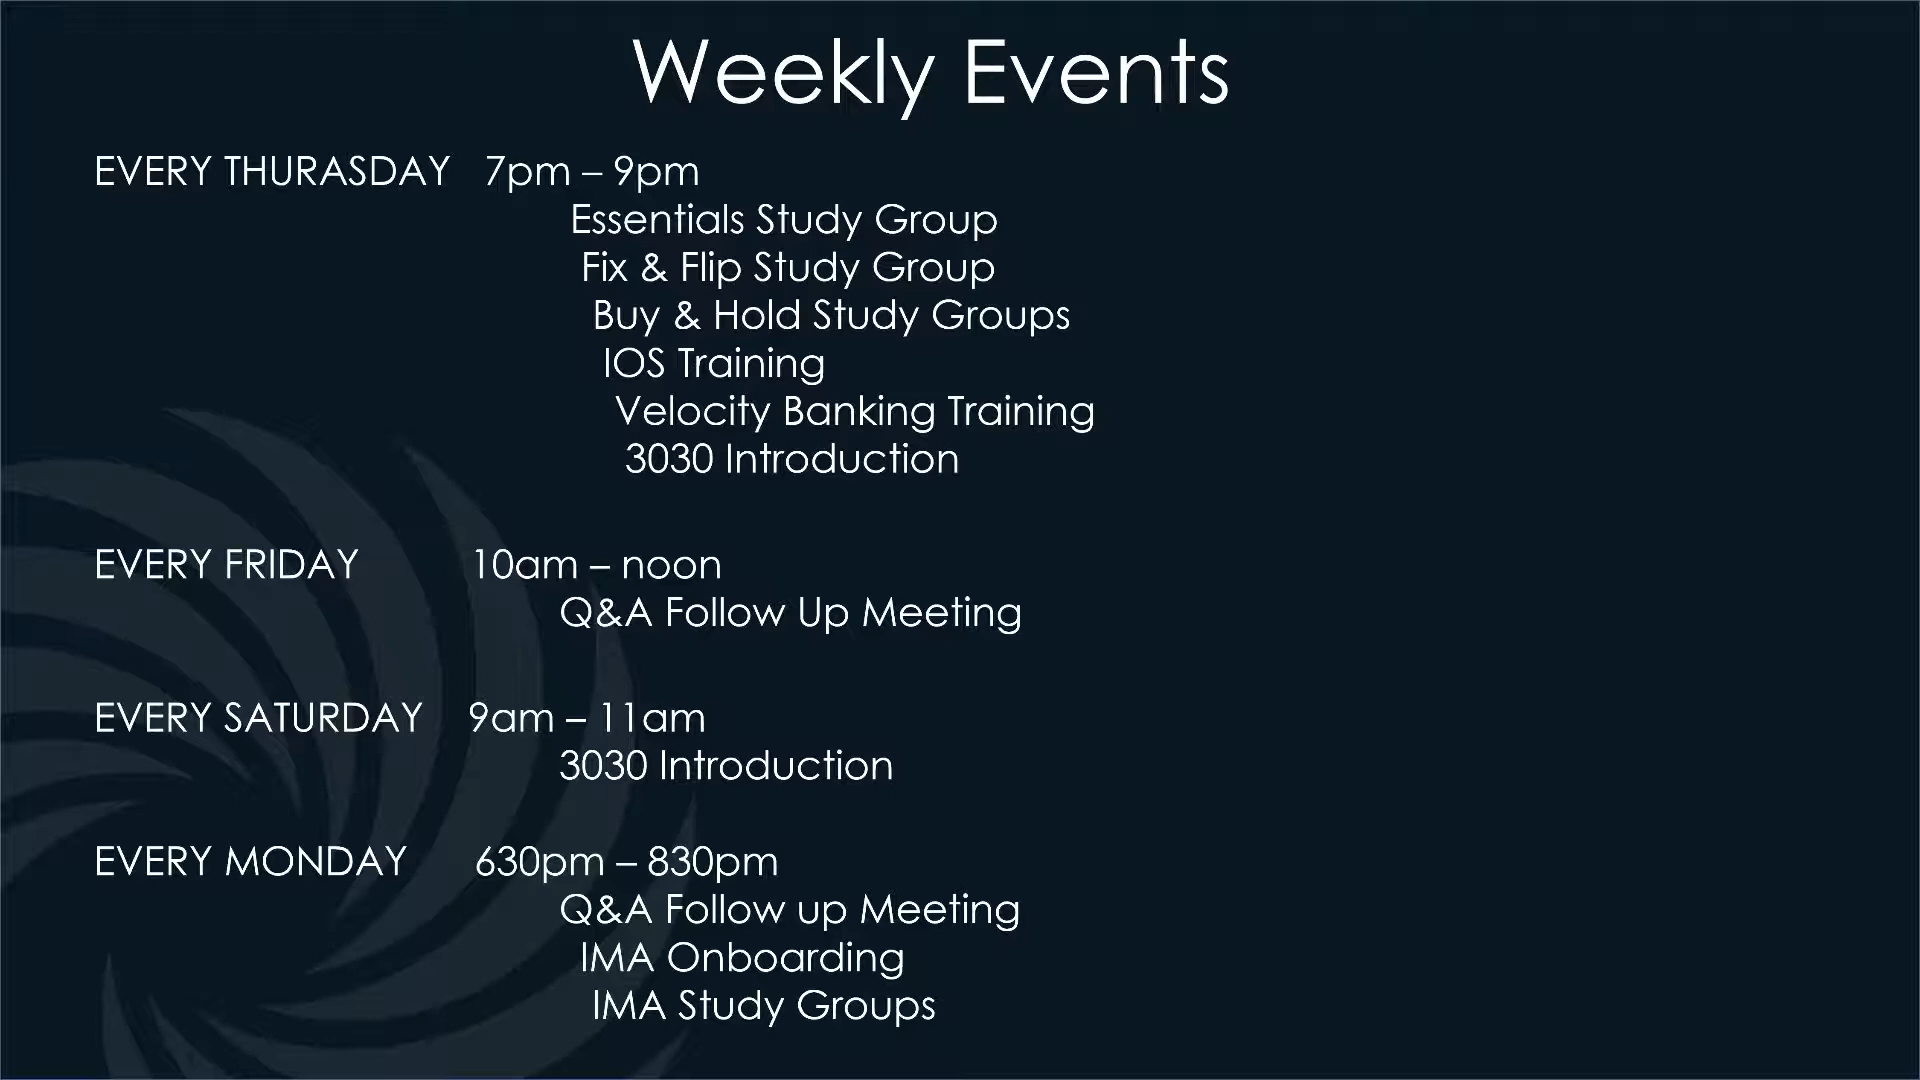 Weekly Events
EVERY THURASDAY 7pm – 9pm
Essentials Study Group
Fix & Flip Study Group
Buy & Hold Study Groups
IOS Training
Velocity Banking Training
3030 Introduction
EVERY FRIDAY 10am – noon
Q&A Follow Up Meeting
EVERY SATURDAY 9am – 11am
3030 Introduction
EVERY MONDAY 630pm – 830pm
Q&A Follow up Meeting
IMA Onboarding
IMA Study Groups